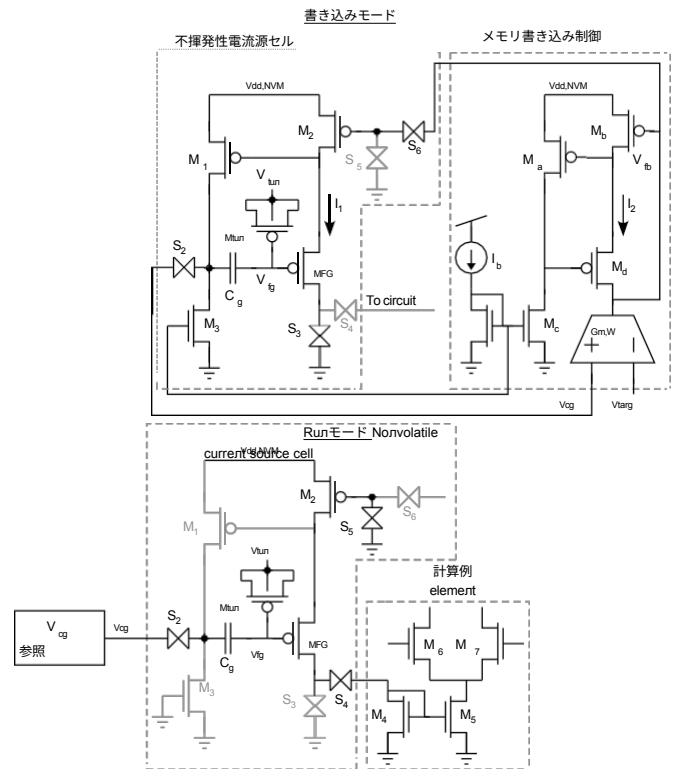 書き込みモード
不揮発性電流源セル
メモリ書き込み制御
Vdd,NVM
Vdd,NVM
M2
S6
Mb
M1
S5
Ma
Vfb
Vtun
I1
I2
S2
Mtun
Ib
Md
Cg
Vfg
MFG
M3
S3
S4
To circuit
Mc
Gm,W
+
−
Vcg
Vtarg
Runモード Nonvolatile
current source cell
Vdd,NVM
M2
S6
M1
S5
Vtun
計算例
element
Vcg
参照
Vcg
S2
Mtun
Cg
Vfg
MFG
M6
M7
M3
S3
S4
M4
M5